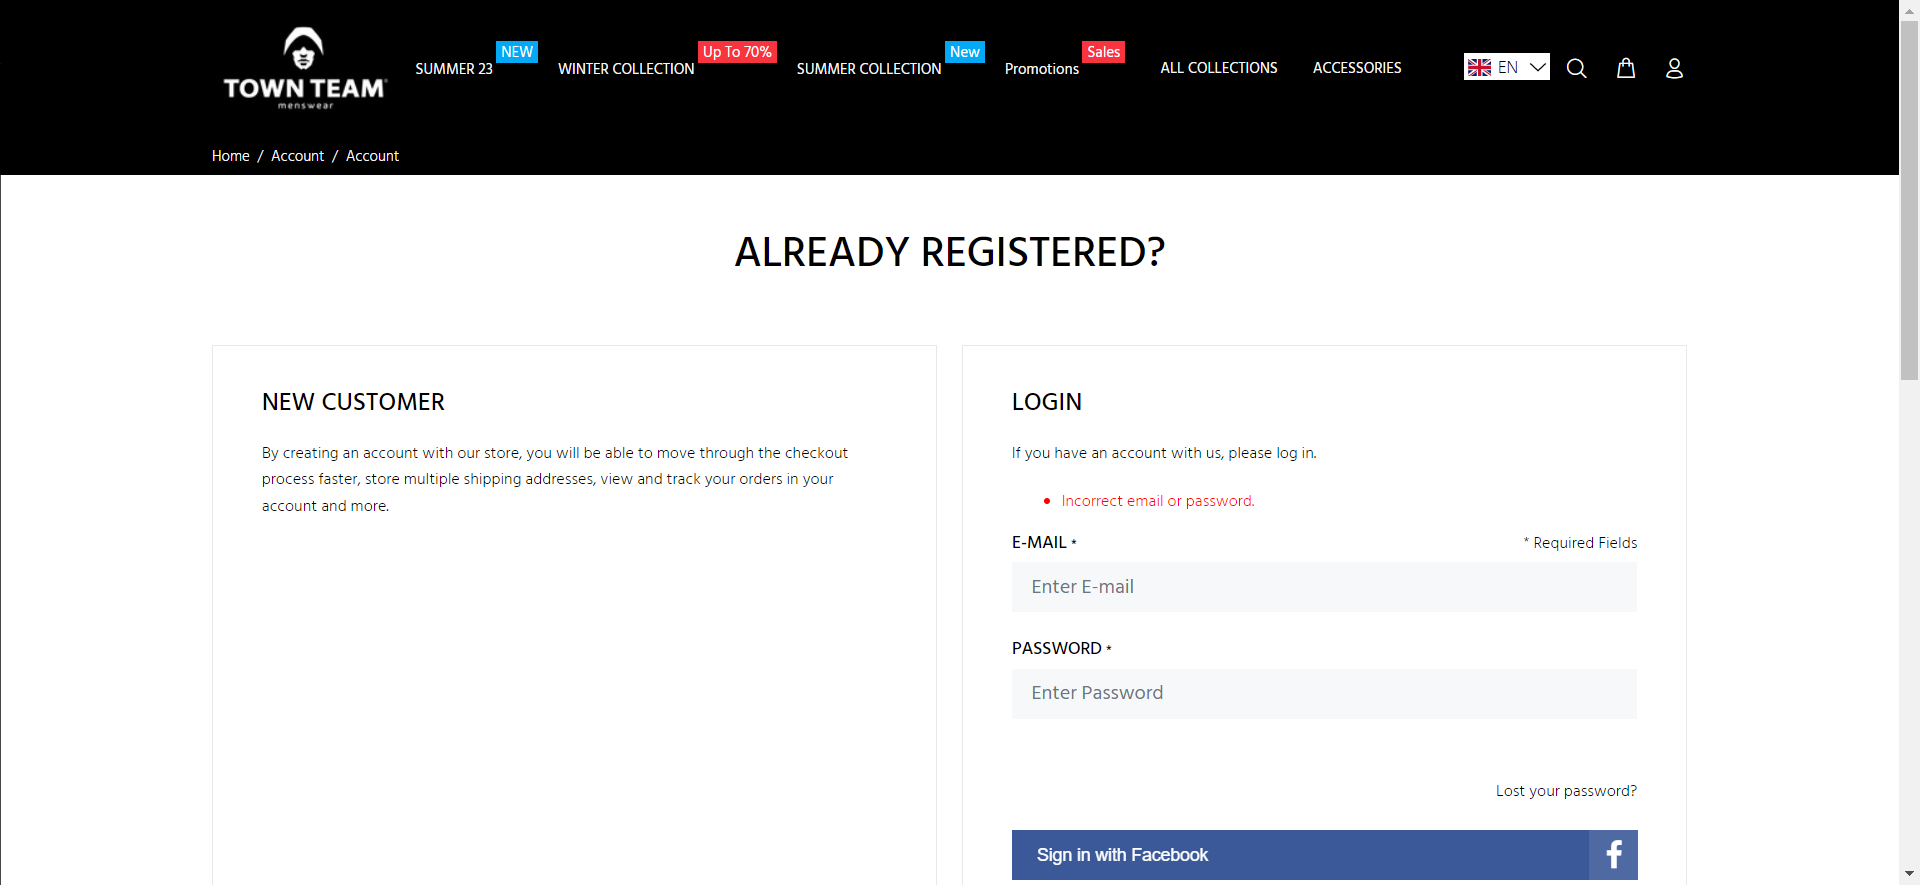 TOWN TEAM
menswear
SUMMER 23 NEW
WINTER COLLECTION Up To 70%
SUMMER COLLECTION New
Promotions Sales
ALL COLLECTIONS
ACCESSORIES
EN
Home / Account / Account
ALREADY REGISTERED?
NEW CUSTOMER
By creating an account with our store, you will be able to move through the checkout
process faster, store multiple shipping addresses, view and track your orders in your
account and more.
LOGIN
If you have an account with us, please log in.
• Incorrect email or password.
E-MAIL *
* Required Fields
Enter E-mail
PASSWORD *
Enter Password
Lost your password?
Sign in with Facebook